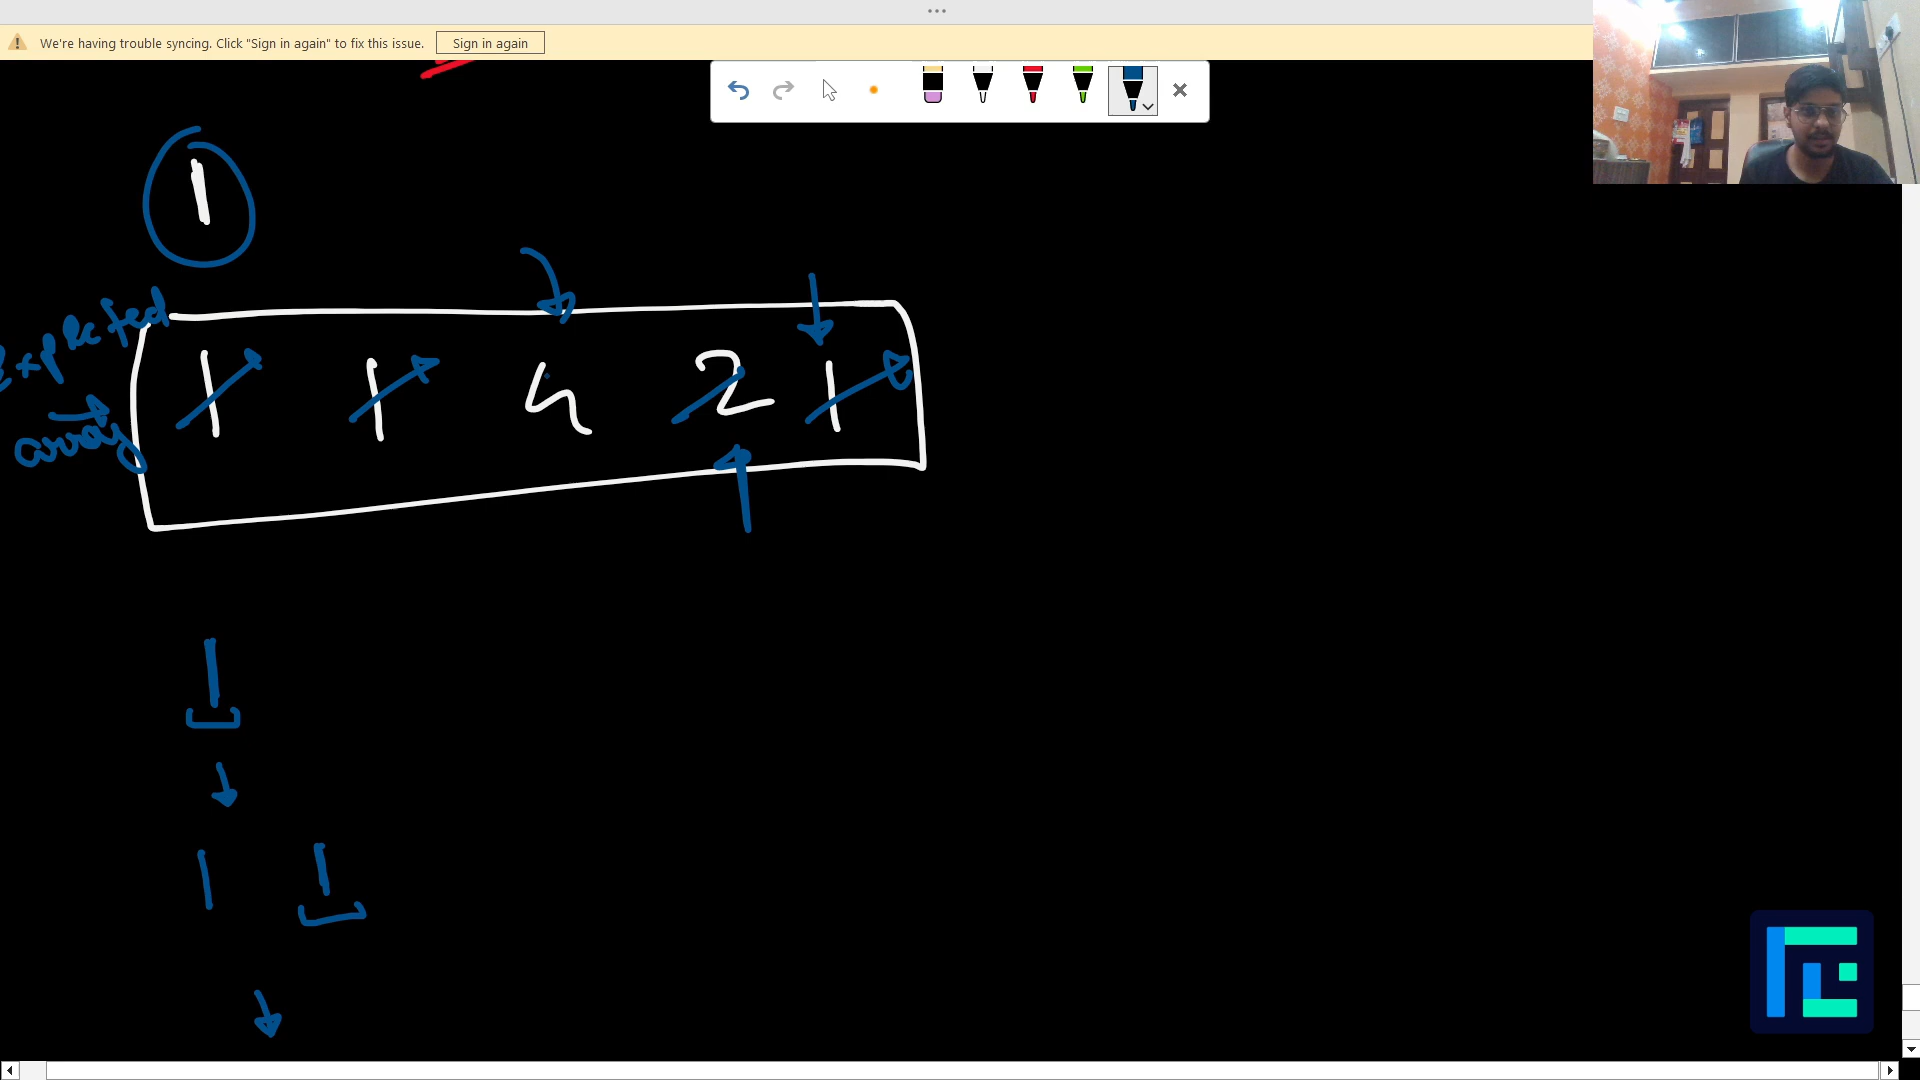 We're having trouble syncing. Click "Sign in again" to fix this issue. Sign in again
1
Expected
array
1 1 4 2 1
1
1 1